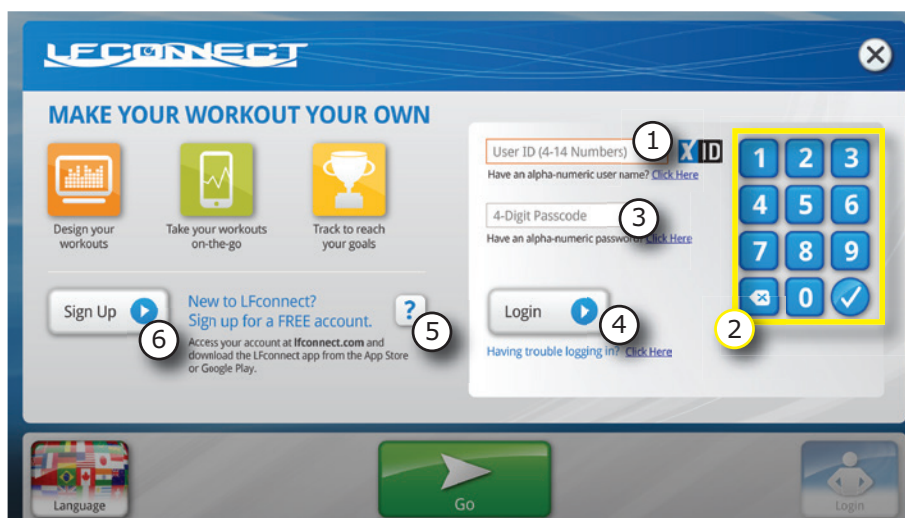 LFCONNECT
MAKE YOUR WORKOUT YOUR OWN
Design your
workouts
Take your workouts
on-the-go
Track to reach
your goals
Sign Up
6
New to LFconnect?
Sign up for a FREE account.
?
5
Access your account at lfconnect.com and
download the LFconnect app from the App Store
or Google Play.
User ID (4-14 Numbers)
1
X ID
Have an alpha-numeric user name? Click Here
4-Digit Passcode
3
Have an alpha-numeric password? Click Here
Login
4
Having trouble logging in? Click Here
1 2 3
4 5 6
7 8 9
0
2
Language
Go
Login